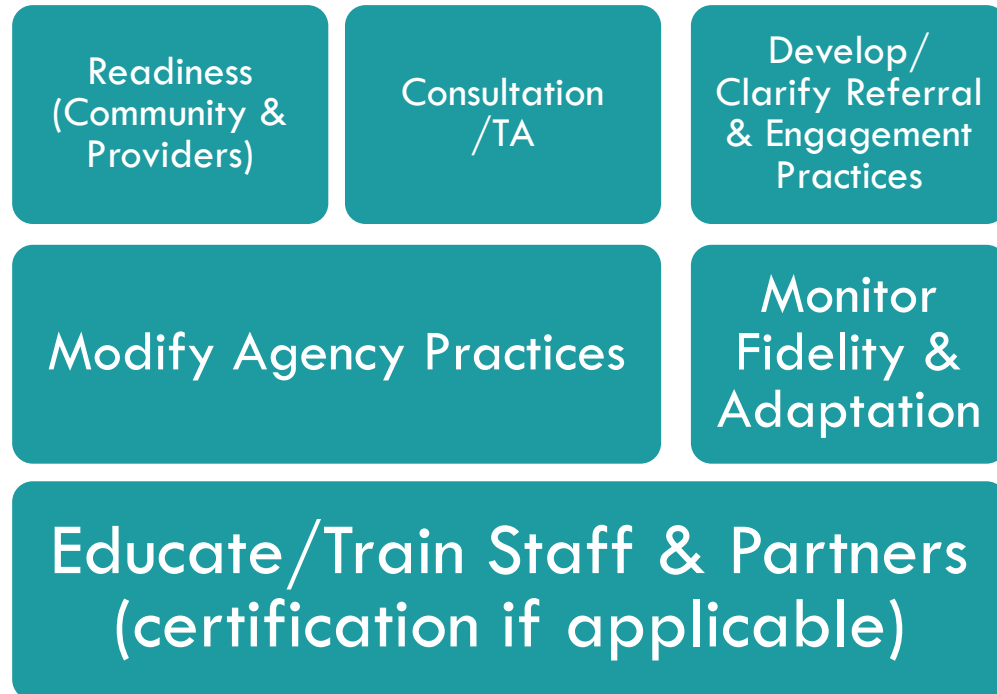 Readiness
(Community &
Providers)
Consultation
/TA
Develop/
Clarify Referral
& Engagement
Practices
Modify Agency Practices
Monitor
Fidelity &
Adaptation
Educate/Train Staff & Partners
(certification if applicable)